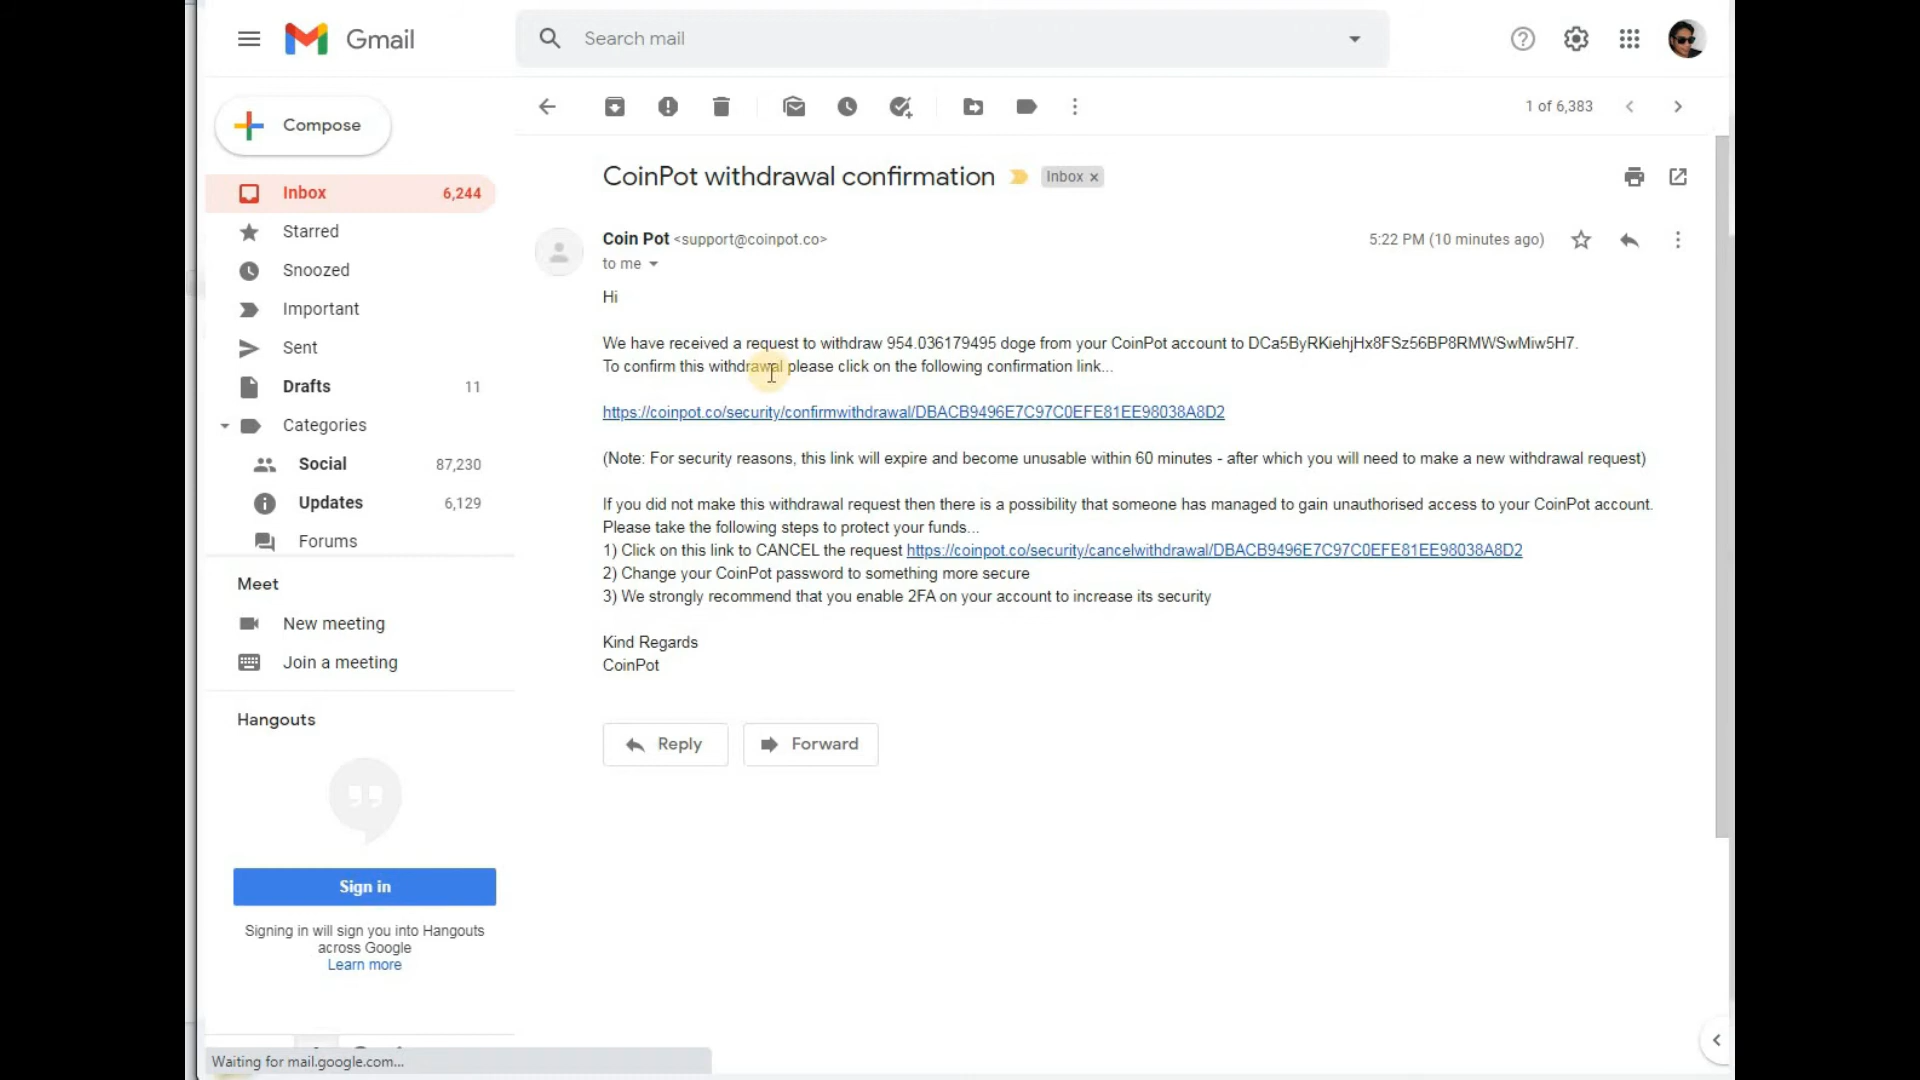 Gmail
Search mail
Compose
1 of 6,383
Inbox 6,244
Starred
Snoozed
Important
Sent
Drafts 11
Categories
Social 87,230
Updates 6,129
Forums
Meet
New meeting
Join a meeting
Hangouts
Sign in
Signing in will sign you into Hangouts
across Google
Learn more
CoinPot withdrawal confirmation Inbox x
Coin Pot <support@coinpot.co> 5:22 PM (10 minutes ago)
to me
Hi
We have received a request to withdraw 954.036179495 doge from your CoinPot account to DCa5ByRKiehjHx8FSz56BP8RMWSwMiw5H7.
To confirm this withdrawal please click on the following confirmation link...
https://coinpot.co/security/confirmwithdrawal/DBACB9496E7C97C0EFE81EE98038A8D2
(Note: For security reasons, this link will expire and become unusable within 60 minutes - after which you will need to make a new withdrawal request)
If you did not make this withdrawal request then there is a possibility that someone has managed to gain unauthorised access to your CoinPot account.
Please take the following steps to protect your funds...
1) Click on this link to CANCEL the request https://coinpot.co/security/cancelwithdrawal/DBACB9496E7C97C0EFE81EE98038A8D2
2) Change your CoinPot password to something more secure
3) We strongly recommend that you enable 2FA on your account to increase its security
Kind Regards
CoinPot
Reply
Forward
Waiting for mail.google.com...